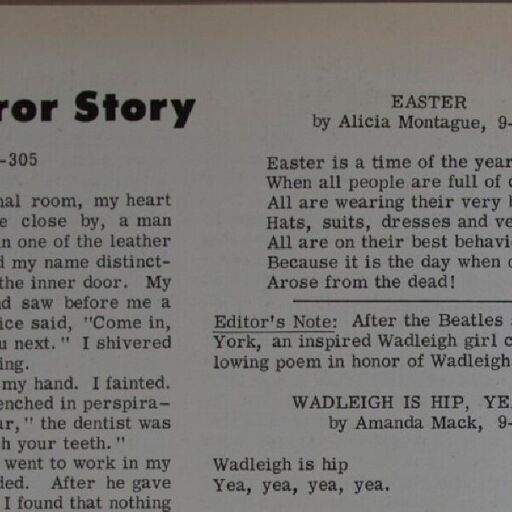 ror Story
-305
nal room, my heart
e close by, a man
n one of the leather
d my name distinct-
the inner door. My
nd saw before me a
ice said, "Come in,
u next." I shivered
ing.
my hand. I fainted.
enched in perspira-
ar," the dentist was
h your teeth."
went to work in my
ded. After he gave
I found that nothing
EASTER
by Alicia Montague, 9-
Easter is a time of the year
When all people are full of
All are wearing their very
Hats, suits, dresses and ve
All are on their best behavi
Because it is the day when
Arose from the dead!
Editor's Note: After the Beatles
York, an inspired Wadleigh girl c
lowing poem in honor of Wadleigh
WADLEIGH IS HIP, YE
by Amanda Mack, 9-
Wadleigh is hip
Yea, yea, yea, yea.